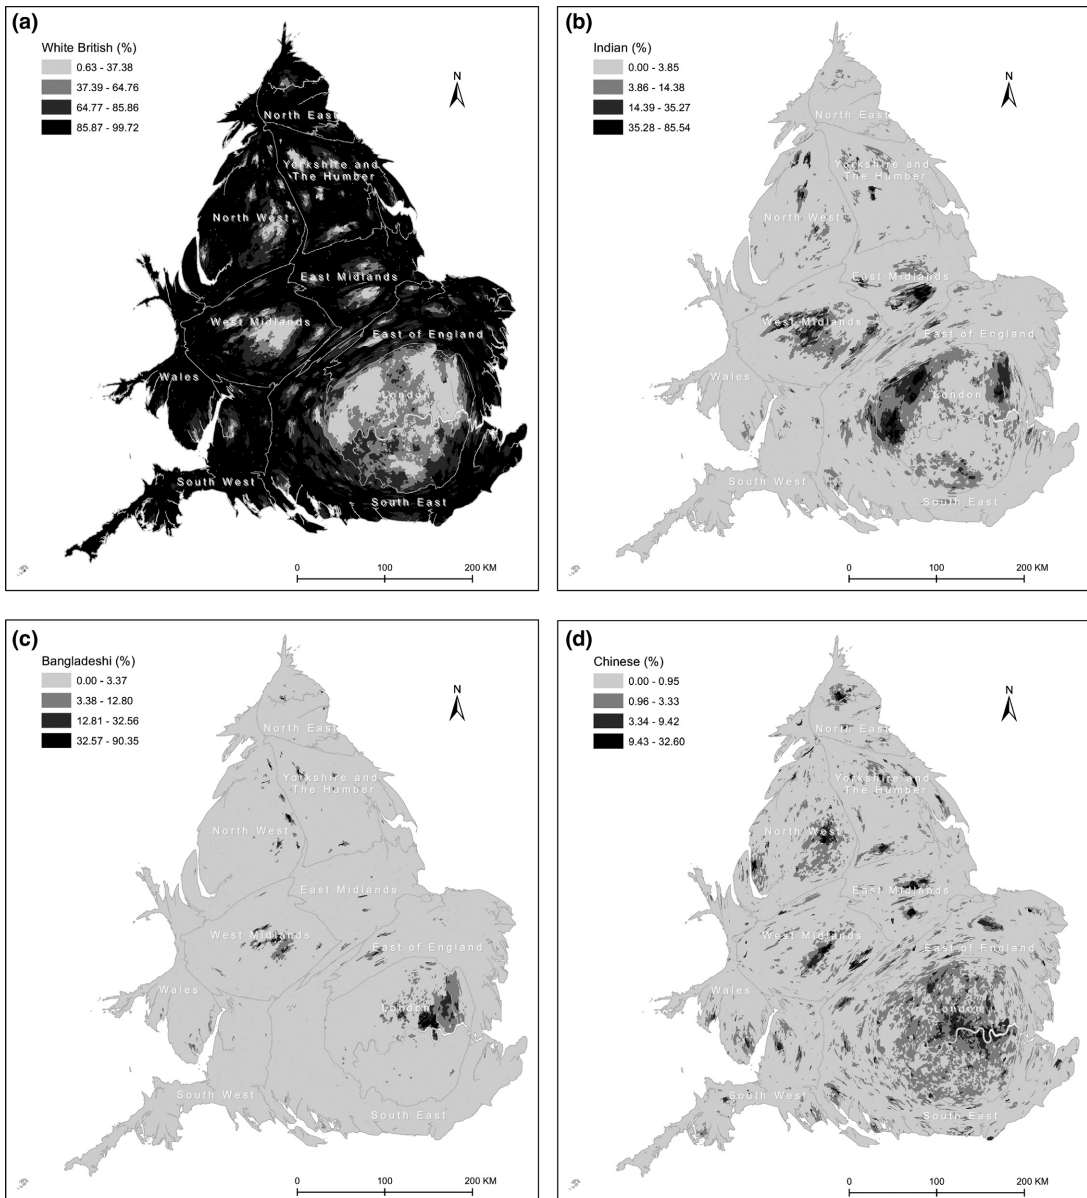 (a)
White British (%)
0.63 - 37.38
37.39 - 64.76
64.77 - 85.86
85.87 - 99.72
N
North East
Yorkshire and
The Humber
North West
East Midlands
West Midlands
East of England
Wales
London
South West
South East
0 100 200 KM
(b)
Indian (%)
0.00 - 3.85
3.86 - 14.38
14.39 - 35.27
35.28 - 85.54
N
North East
Yorkshire and
The Humber
North West
East Midlands
West Midlands
East of England
Wales
London
South West
South East
0 100 200 KM
(c)
Bangladeshi (%)
0.00 - 3.37
3.38 - 12.80
12.81 - 32.56
32.57 - 90.35
N
North East
Yorkshire and
The Humber
North West
East Midlands
West Midlands
East of England
Wales
London
South West
South East
0 100 200 KM
(d)
Chinese (%)
0.00 - 0.95
0.96 - 3.33
3.34 - 9.42
9.43 - 32.60
N
North East
Yorkshire and
The Humber
North West
East Midlands
West Midlands
East of England
Wales
London
South West
South East
0 100 200 KM